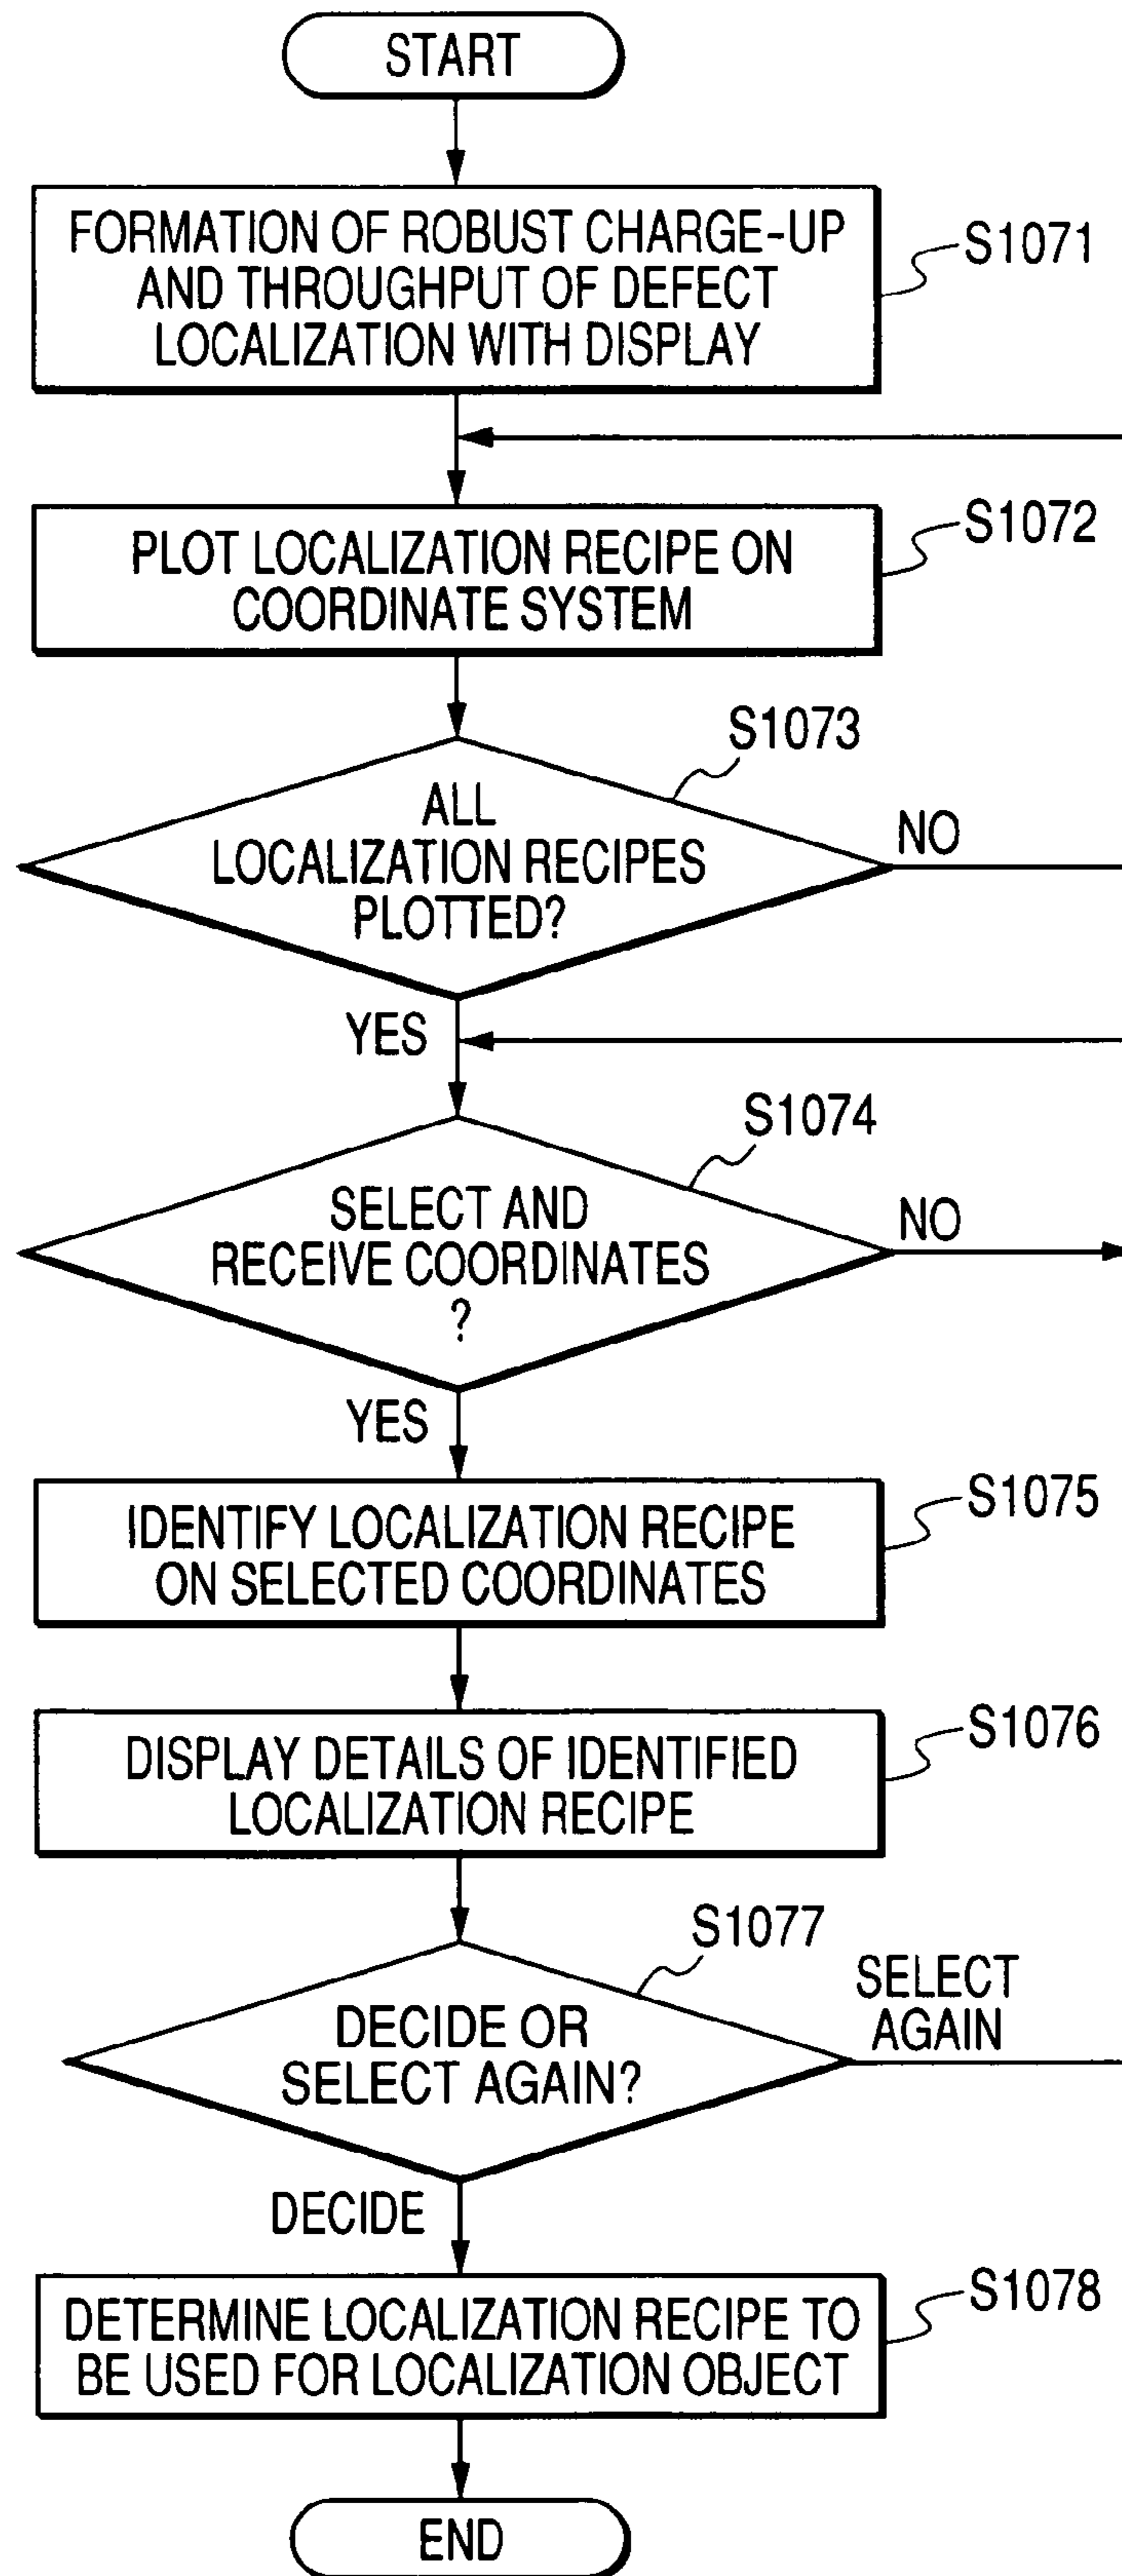 START
FORMATION OF ROBUST CHARGE-UP
AND THROUGHPUT OF DEFECT
LOCALIZATION WITH DISPLAY
S1071
PLOT LOCALIZATION RECIPE ON
COORDINATE SYSTEM
S1072
S1073
ALL
LOCALIZATION RECIPES
PLOTTED?
NO
YES
S1074
SELECT AND
RECEIVE COORDINATES
?
NO
YES
IDENTIFY LOCALIZATION RECIPE
ON SELECTED COORDINATES
S1075
DISPLAY DETAILS OF IDENTIFIED
LOCALIZATION RECIPE
S1076
S1077
DECIDE OR
SELECT AGAIN?
SELECT
AGAIN
DECIDE
DETERMINE LOCALIZATION RECIPE TO
BE USED FOR LOCALIZATION OBJECT
S1078
END